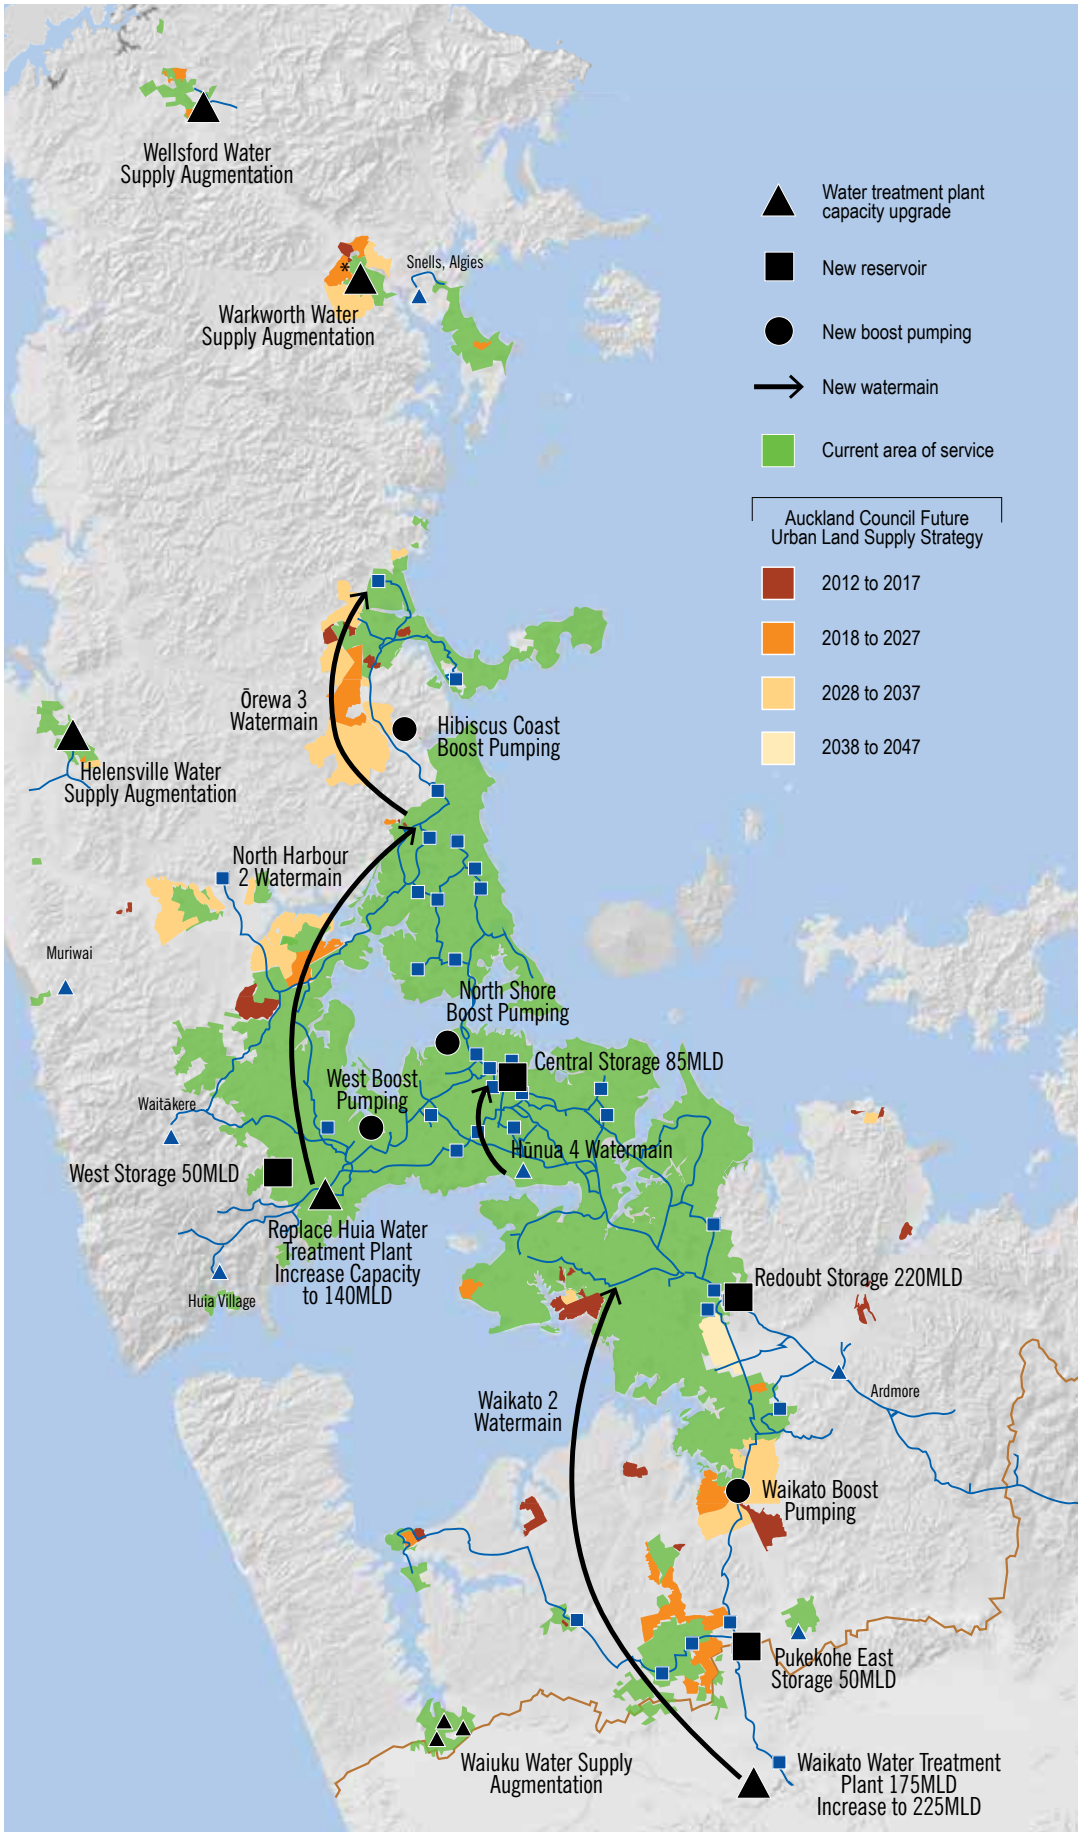 Wellsford Water
Supply Augmentation
Water treatment plant
capacity upgrade
New reservoir
New boost pumping
New watermain
Current area of service
Auckland Council Future
Urban Land Supply Strategy
2012 to 2017
2018 to 2027
2028 to 2037
2038 to 2047
*
Snells, Algies
Warkworth Water
Supply Augmentation
Ōrewa 3
Watermain
Hibiscus Coast
Boost Pumping
Helensville Water
Supply Augmentation
North Harbour
2 Watermain
Muriwai
North Shore
Boost Pumping
Central Storage 85MLD
West Boost
Pumping
Waitākere
Hūnua 4 Watermain
West Storage 50MLD
Replace Huia Water
Treatment Plant
Increase Capacity
to 140MLD
Huia Village
Redoubt Storage 220MLD
Ardmore
Waikato 2
Watermain
Waikato Boost
Pumping
Pukekohe East
Storage 50MLD
Waiuku Water Supply
Augmentation
Waikato Water Treatment
Plant 175MLD
Increase to 225MLD